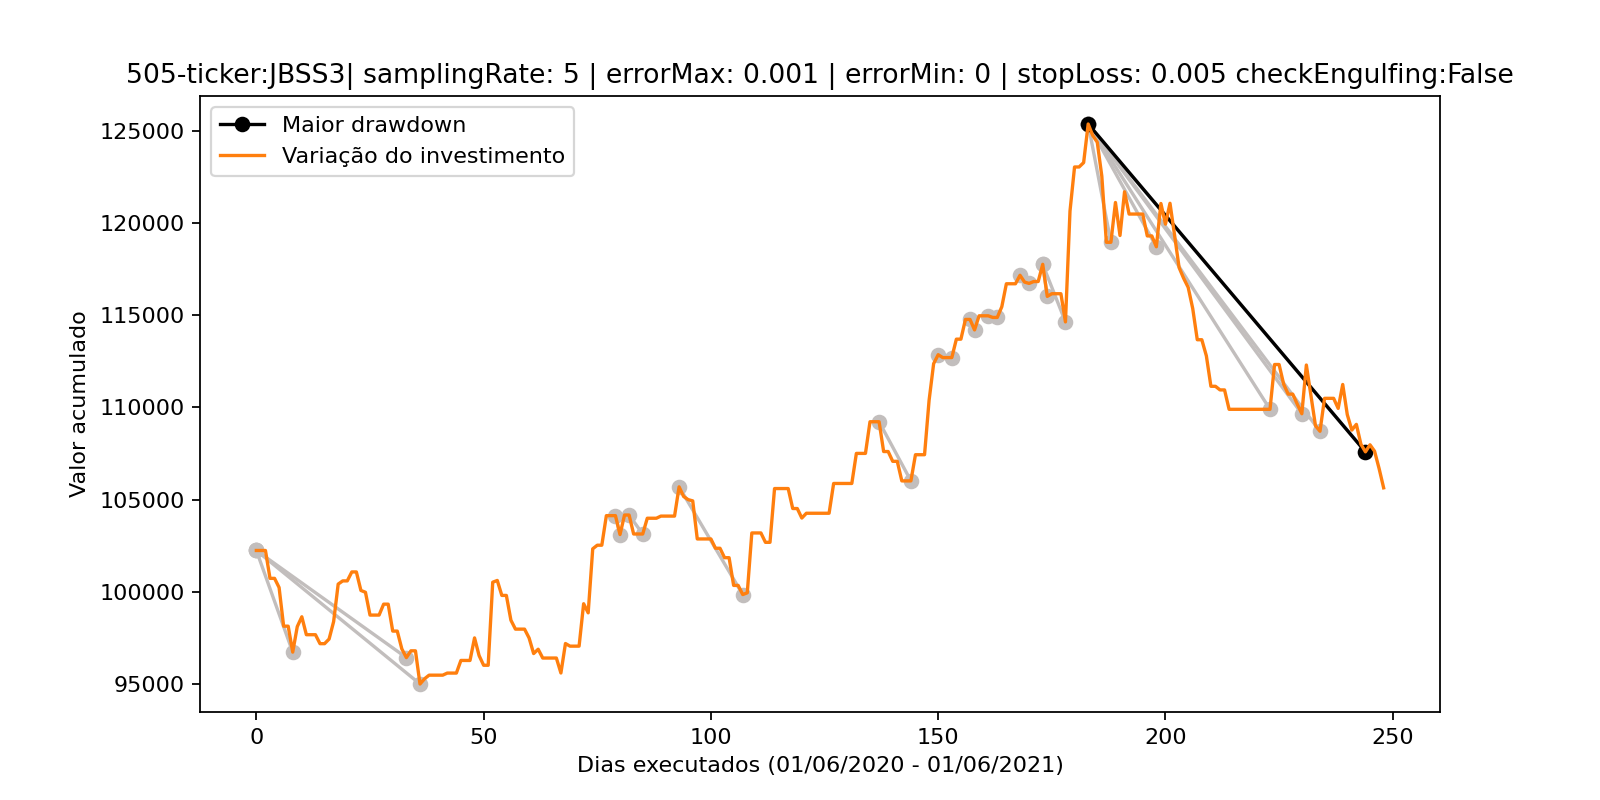 505-ticker:JBSS3| samplingRate: 5 | errorMax: 0.001 | errorMin: 0 | stopLoss: 0.005 checkEngulfing:False
Maior drawdown
Variação do investimento
Valor acumulado
125000
120000
115000
110000
105000
100000
95000
0 50 100 150 200 250
Dias executados (01/06/2020 - 01/06/2021)